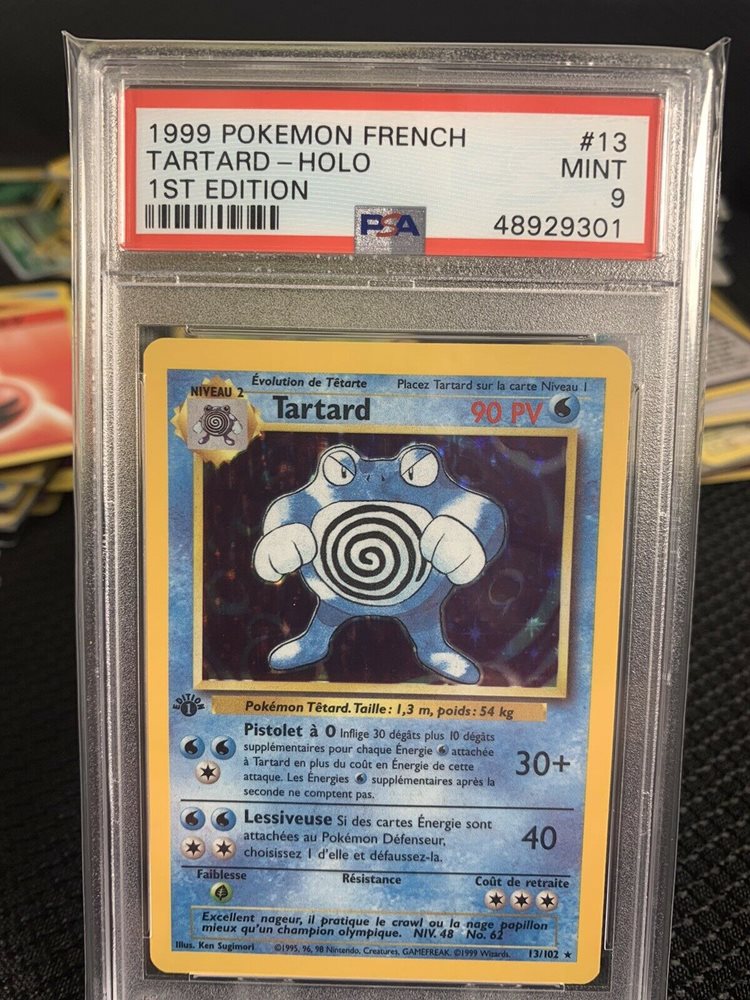 1999 POKEMON FRENCH #13
TARTARD - HOLO MINT
1ST EDITION 9
PSA 48929301
NIVEAU 2
Évolution de Têtarte Placez Tartard sur la carte Niveau 1
Tartard 90 PV
EDITION 1
Pokémon Têtard. Taille : 1,3 m, poids : 54 kg
Pistolet à O Inflige 30 dégâts plus 10 dégâts
supplémentaires pour chaque Énergie attachée
à Tartard en plus du coût en Énergie de cette
attaque. Les Énergies supplémentaires après la
seconde ne comptent pas.
30+
Lessiveuse Si des cartes Énergie sont
attachées au Pokémon Défenseur,
choisissez 1 d'elle et défaussez-la.
40
Faiblesse Résistance Coût de retraite
Excellent nageur, il pratique le crawl ou la nage papillon
mieux qu'un champion olympique. NIV. 48 No. 62
Illus. Ken Sugimori ©1995, 96, 98 Nintendo, Creatures, GAMEFREAK. ©1999 Wizards. 13/102 ★